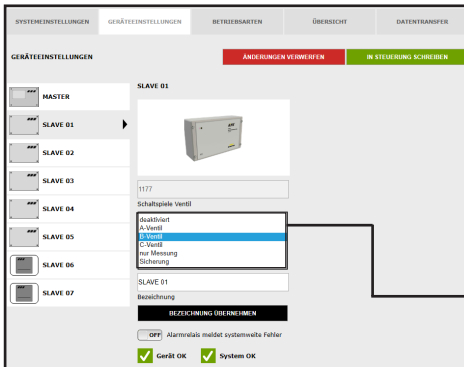 SYSTEMEINSTELLUNGEN GERÄTEEINSTELLUNGEN BETRIEBSARTEN ÜBERSICHT DATENTRANSFER
GERÄTEEINSTELLUNGEN ÄNDERUNGEN VERWERFEN IN STEUERUNG SCHREIBEN
MASTER
SLAVE 01
SLAVE 02
SLAVE 03
SLAVE 04
SLAVE 05
SLAVE 06
SLAVE 07
SLAVE 01
1177
Schaltspiele Ventil
deaktiviert
A-Ventil
B-Ventil
C-Ventil
nur Messung
Sicherung
SLAVE 01
Bezeichnung
BEZEICHNUNG ÜBERNEHMEN
OFF Alarmrelais meldet systemweite Fehler
Gerät OK System OK